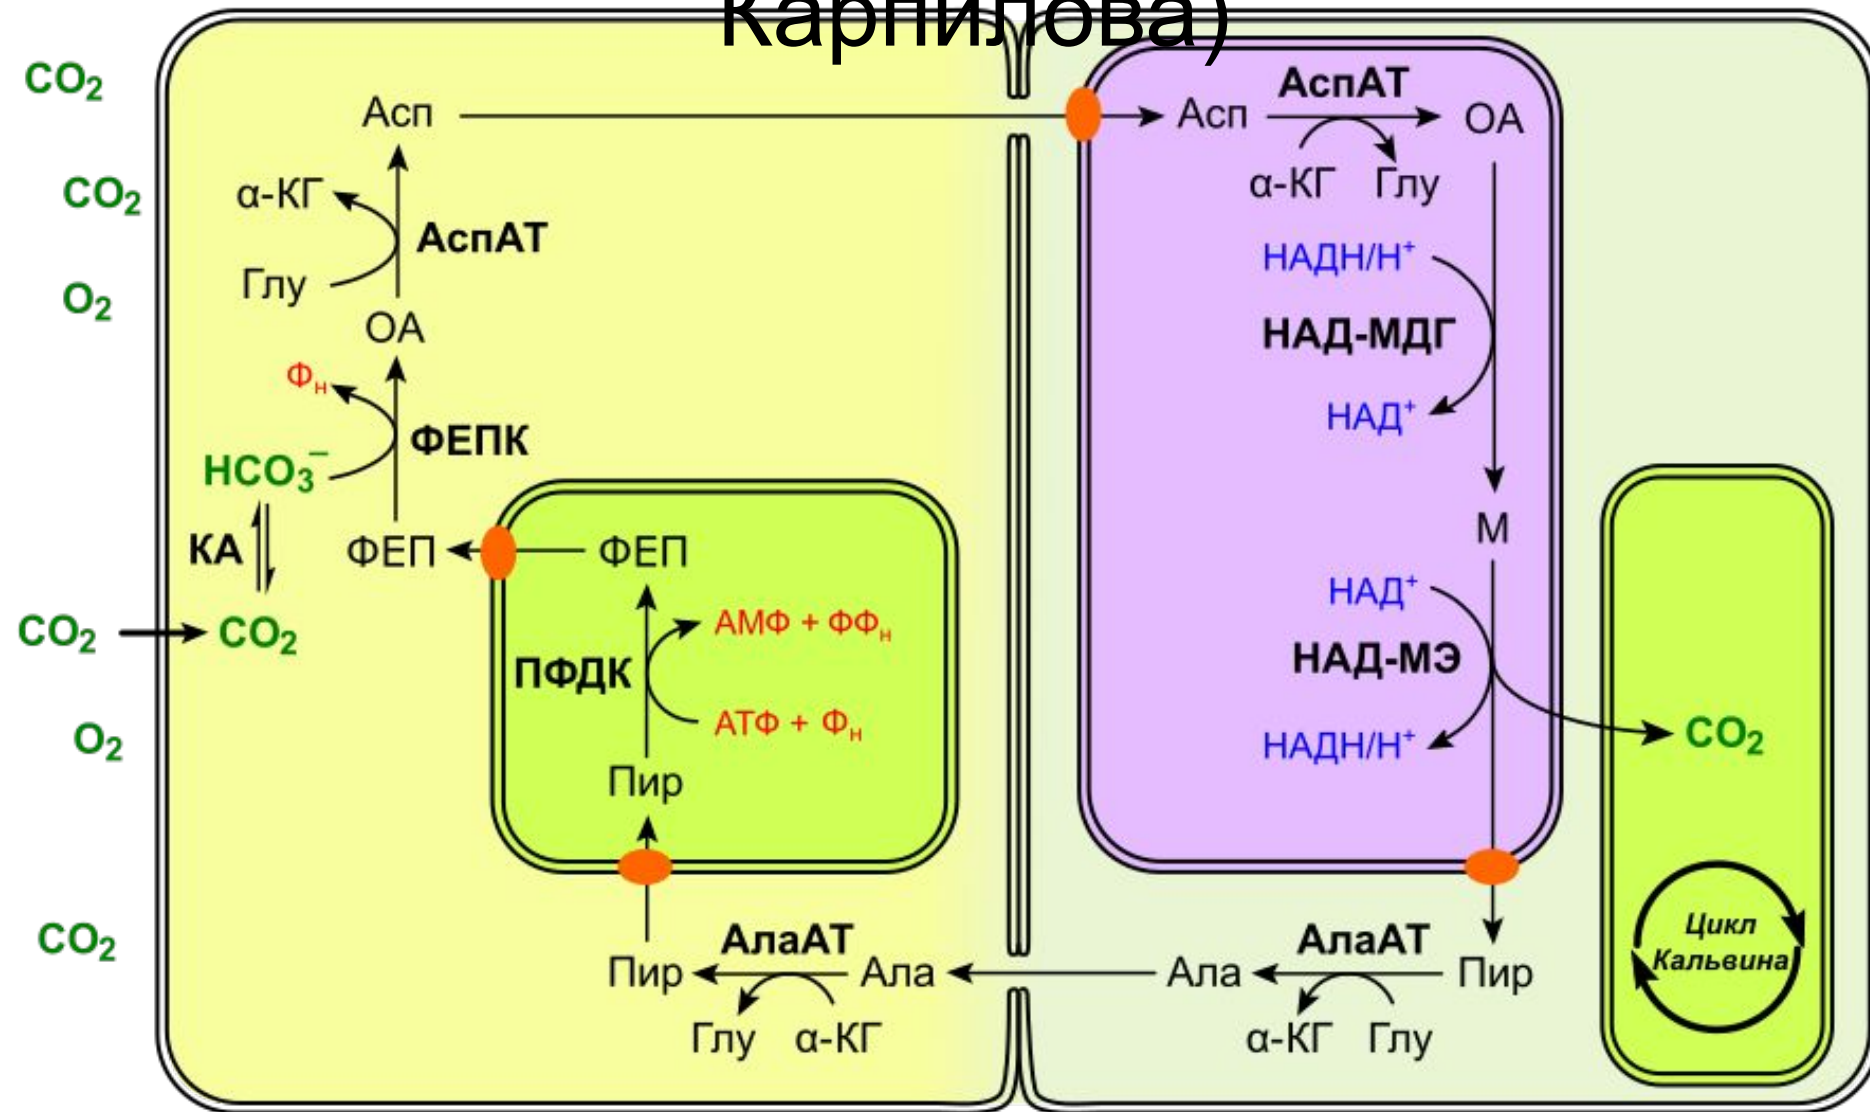 Карпилова)
CO₂
CO₂
O₂
CO₂
O₂
CO₂
Асп
α-КГ
АспАТ
Глу
ОА
Фн
ФЕПК
HCO₃⁻
КА
ФЕП
CO₂
ФЕП
АМФ + ФФн
ПФДК
АТФ + Фн
Пир
Пир
АлаАТ
Ала
Глу α-КГ
Асп
АспАТ
ОА
α-КГ Глу
НАДН/Н⁺
НАД-МДГ
НАД⁺
М
НАД⁺
НАД-МЭ
НАДН/Н⁺
CO₂
Ала
АлаАТ
Пир
α-КГ Глу
Цикл
Кальвина